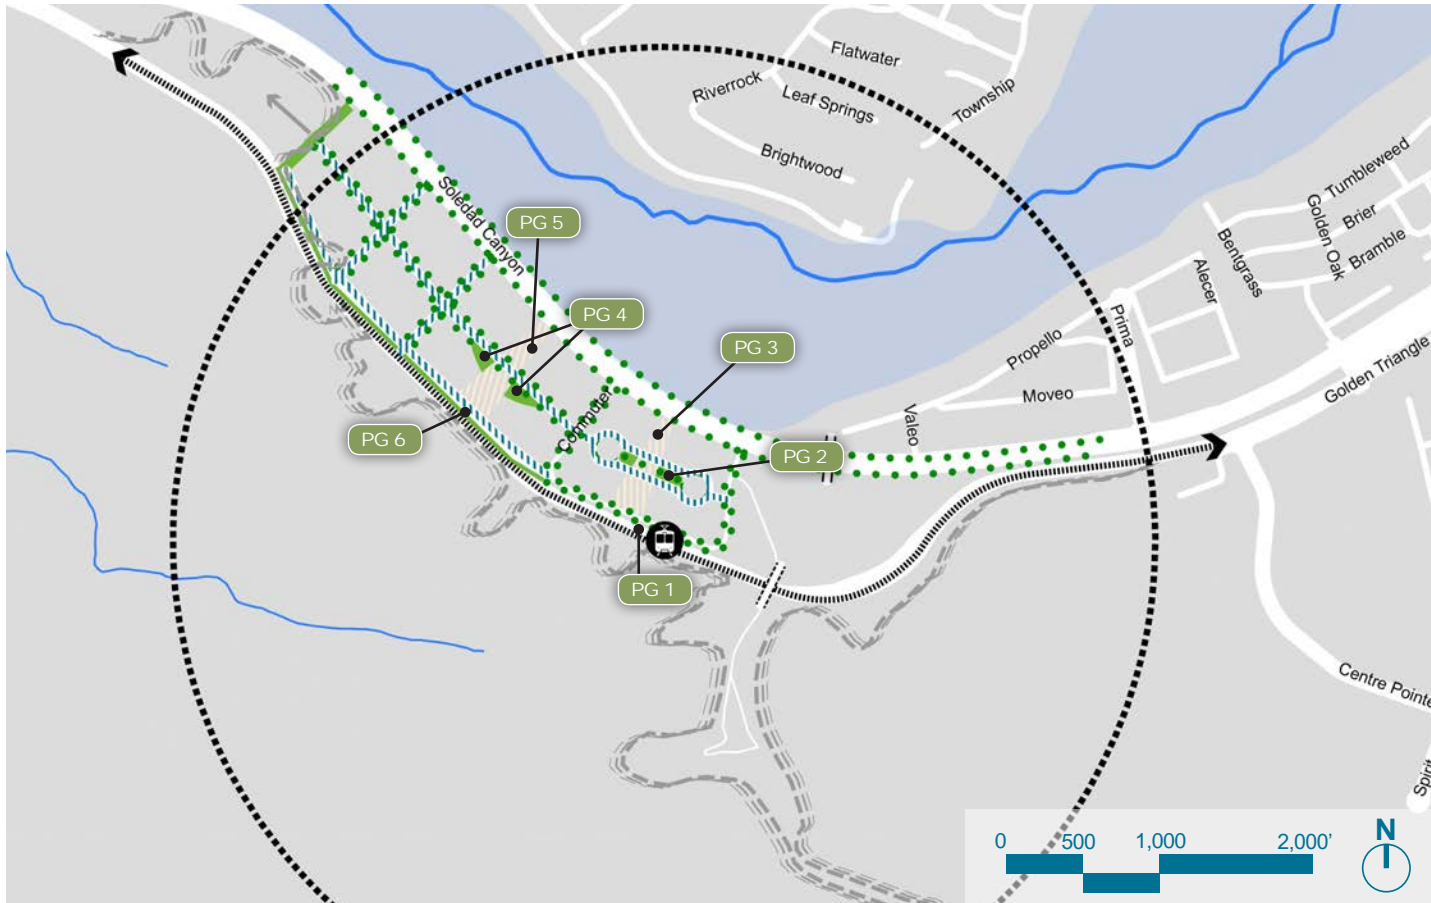 Flatwater
Riverrock
Leaf Springs
Township
Brightwood
Tumbleweed
Golden Oak
Brier
Bramble
Bentgrass
Alecer
Soledad Canyon
PG 5
PG 4
PG 3
Prima
Propello
Moveo
Valeo
Golden Triangle
Commuter
PG 6
PG 2
PG 1
Centre Pointe
Spirit
0 500 1,000 2,000'
N